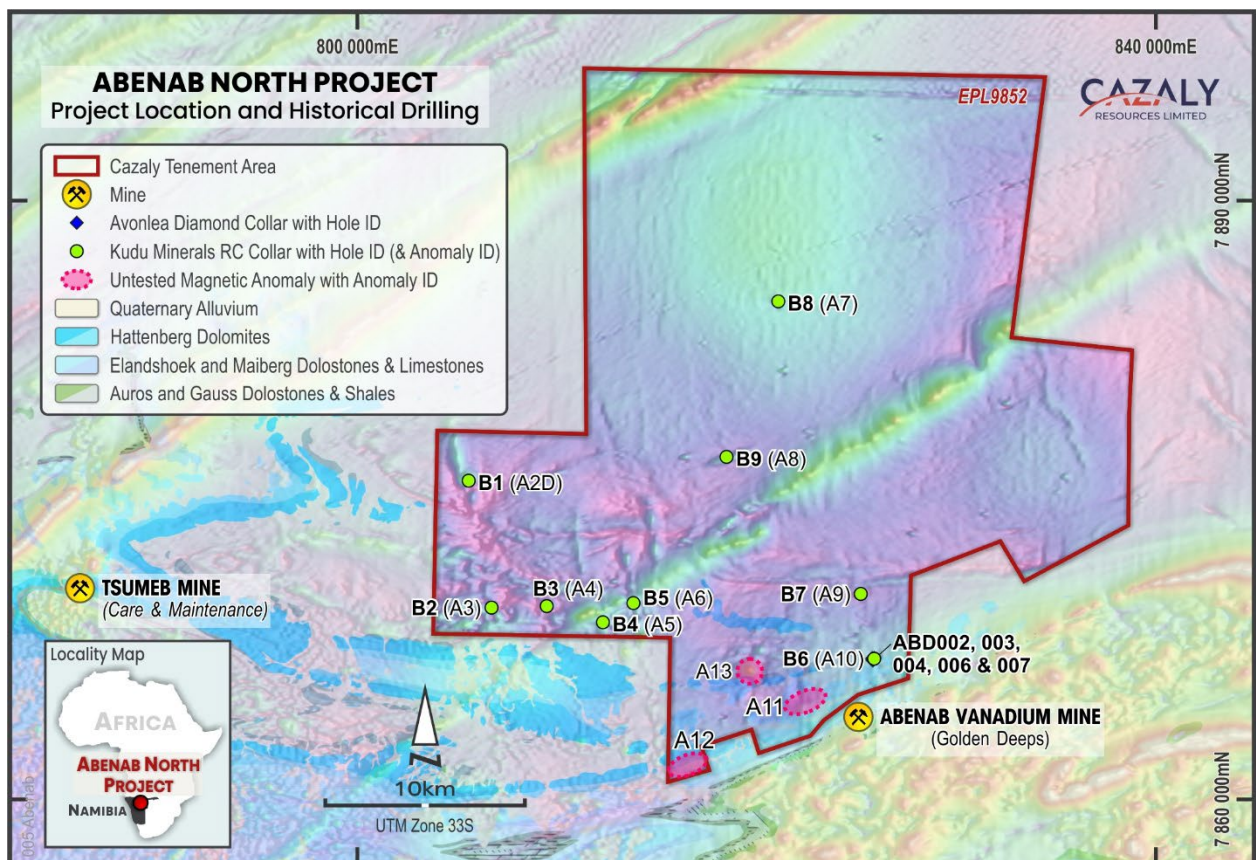 800 000mE
840 000mE
ABENAB NORTH PROJECT
Project Location and Historical Drilling
EPL9852
CAZALY
RESOURCES LIMITED
Cazaly Tenement Area
Mine
Avonlea Diamond Collar with Hole ID
Kudu Minerals RC Collar with Hole ID (& Anomaly ID)
Untested Magnetic Anomaly with Anomaly ID
Quaternary Alluvium
Hattenberg Dolomites
Elandshoek and Maiberg Dolostones & Limestones
Auros and Gauss Dolostones & Shales
7 890 000mN
B8 (A7)
B9 (A8)
B1 (A2D)
TSUMEB MINE
(Care & Maintenance)
B2 (A3)
B3 (A4)
B4 (A5)
B5 (A6)
B7 (A9)
B6 (A10)
ABD002, 003,
004, 006 & 007
A13
A11
A12
ABENAB VANADIUM MINE
(Golden Deeps)
Locality Map
AFRICA
ABENAB NORTH
PROJECT
NAMIBIA
N
10km
UTM Zone 33S
7 860 000mN
005 Abenab